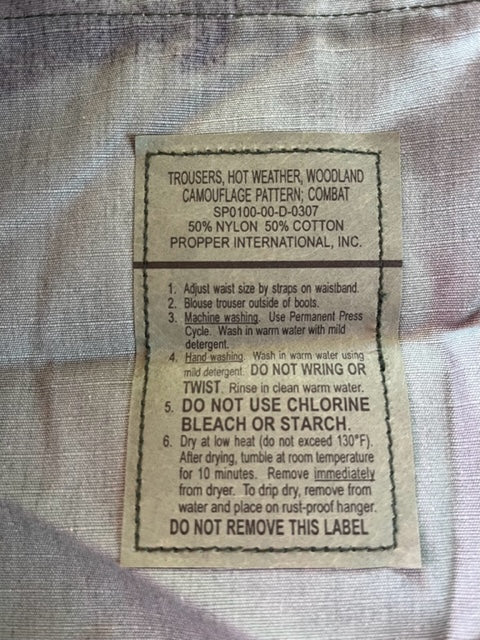 TROUSERS, HOT WEATHER, WOODLAND
CAMOUFLAGE PATTERN; COMBAT
SP0100-00-D-0307
50% NYLON 50% COTTON
PROPPER INTERNATIONAL, INC.
1. Adjust waist size by straps on waistband.
2. Blouse trouser outside of boots.
3. Machine washing. Use Permanent Press
Cycle. Wash in warm water with mild
detergent.
4. Hand washing. Wash in warm water using
mild detergent. DO NOT WRING OR
TWIST. Rinse in clean warm water.
5. DO NOT USE CHLORINE
BLEACH OR STARCH.
6. Dry at low heat (do not exceed 130°F).
After drying, tumble at room temperature
for 10 minutes. Remove immediately
from dryer. To drip dry, remove from
water and place on rust-proof hanger.
DO NOT REMOVE THIS LABEL